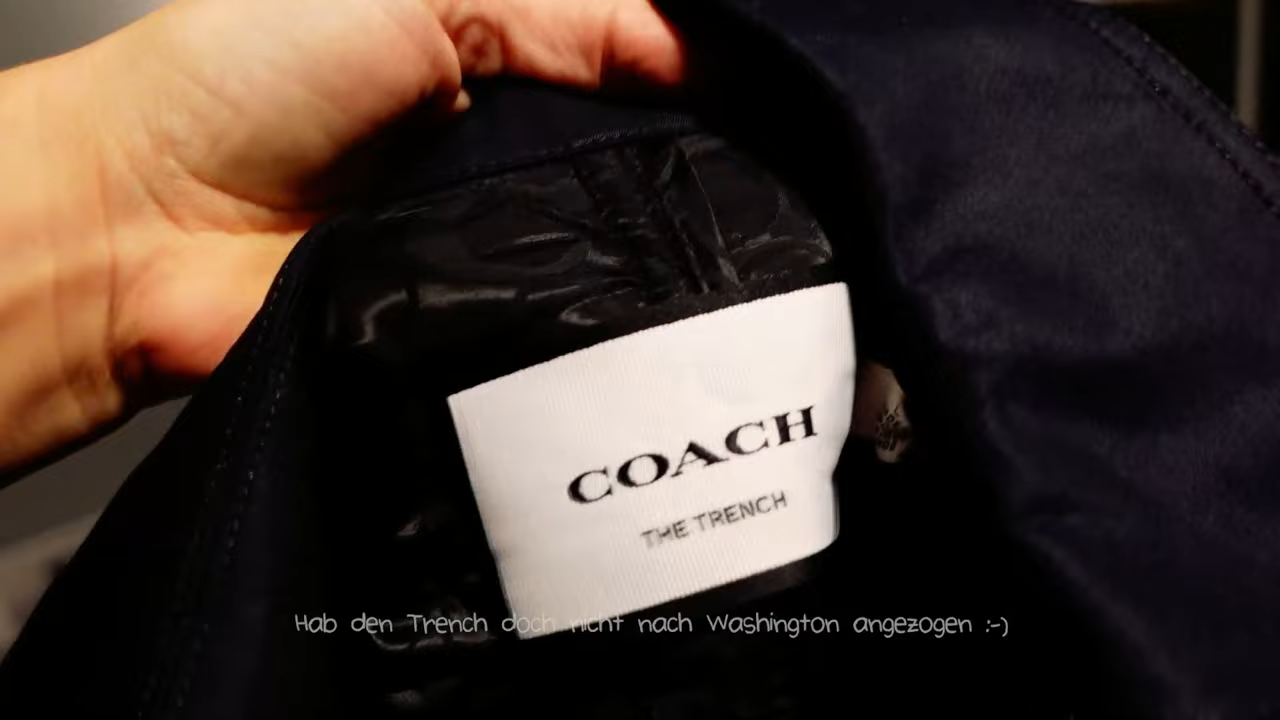 COACH
THE TRENCH
Hab den Trench doch nicht nach Washington angezogen :-)